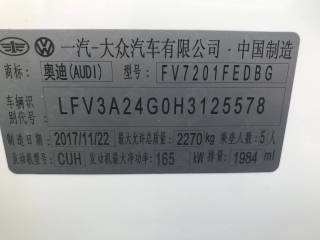 一汽-大众汽车有限公司·中国制造
商标: 奥迪(AUDI) 型号: FV7201FEDBG
车辆识别代号: LFV3A24G0H3125578
制造日期: 2017/11/22 最大允许总质量: 2270kg 乘坐人数: 5人
发动机型号: CUH 发动机最大净功率: 165 kW 排量: 1984 ml